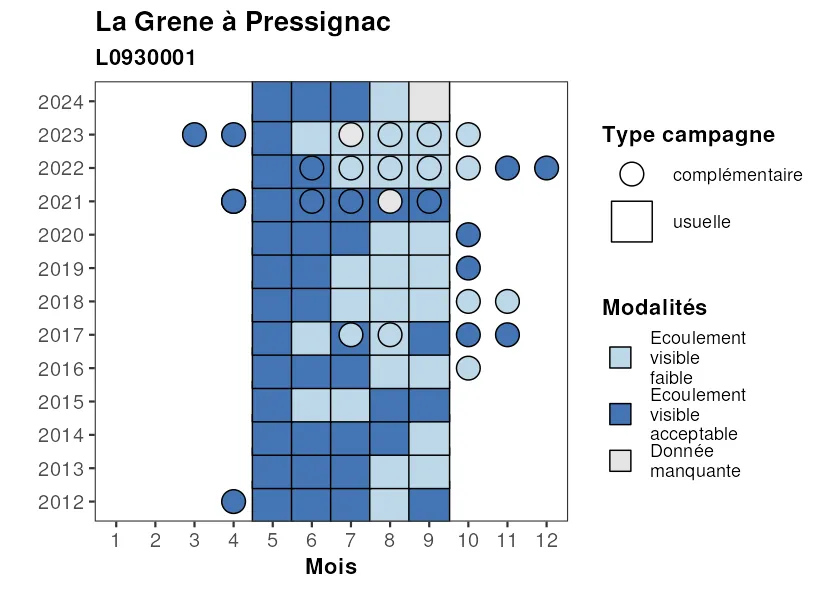 La Grene à Pressignac
L0930001
2024
2023
2022
2021
2020
2019
2018
2017
2016
2015
2014
2013
2012
1 2 3 4 5 6 7 8 9 10 11 12
Mois
Type campagne
complémentaire
usuelle
Modalités
Ecoulement
visible
faible
Ecoulement
visible
acceptable
Donnée
manquante